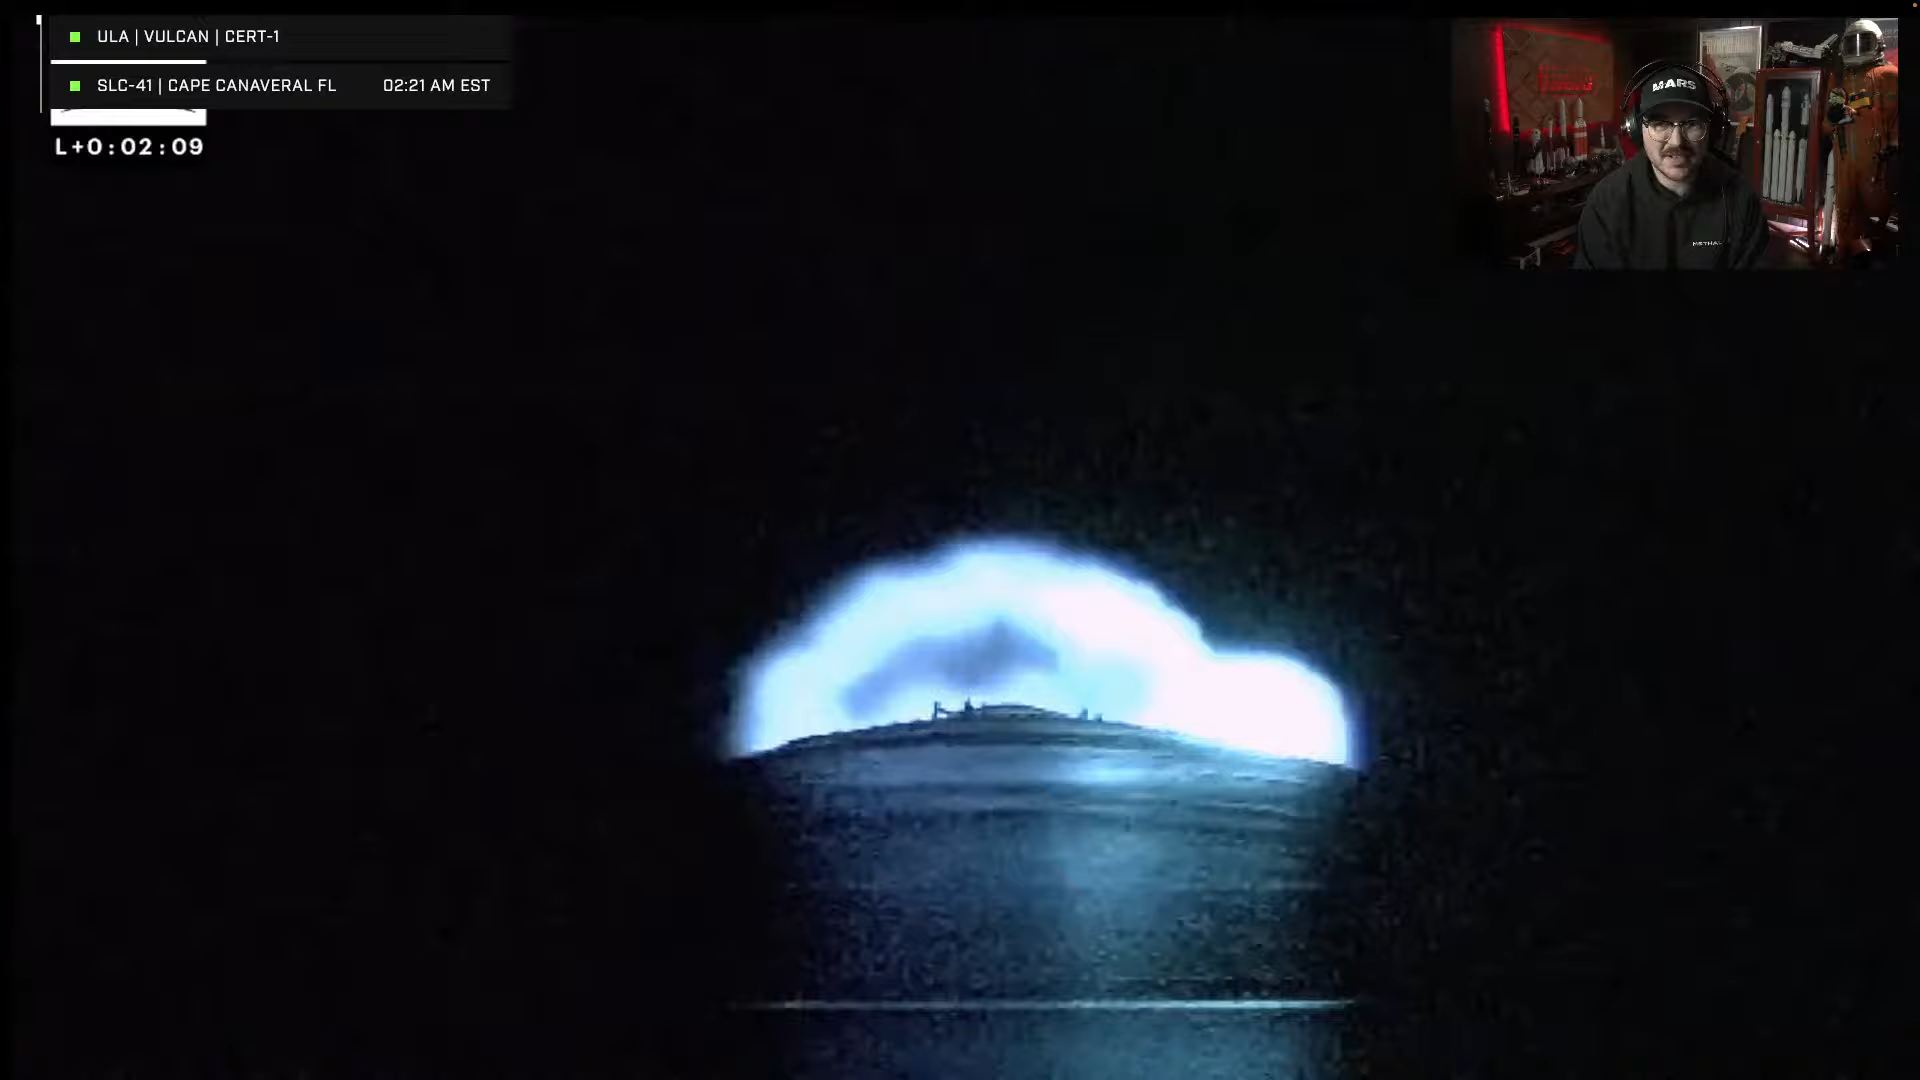 ULA | VULCAN | CERT-1
SLC-41 | CAPE CANAVERAL FL 02:21 AM EST
L+0:02:09
MARS